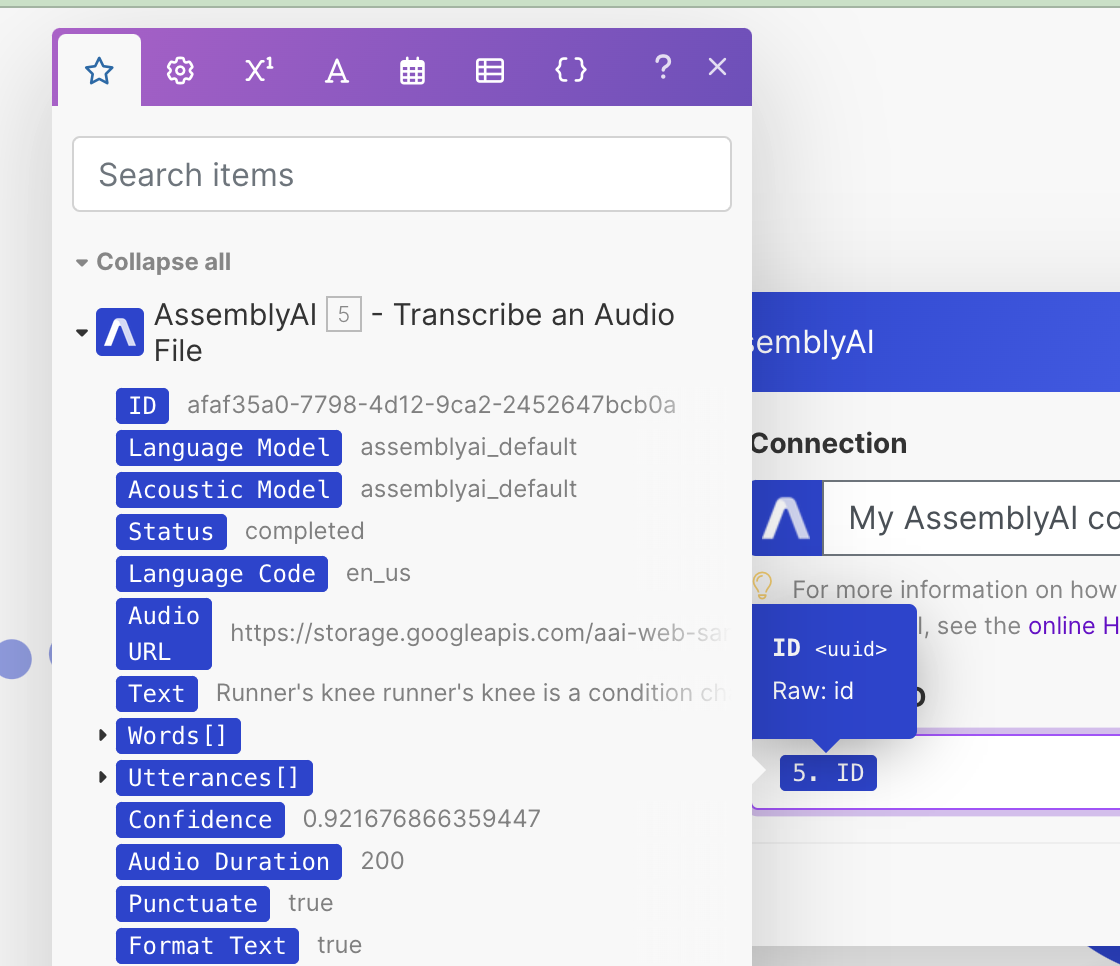 X¹ A { } ? ×
Search items
Collapse all
AssemblyAI 5 - Transcribe an Audio
File
ID afaf35a0-7798-4d12-9ca2-2452647bcb0a
Language Model assemblyai_default
Acoustic Model assemblyai_default
Status completed
Language Code en_us
Audio
URL
https://storage.googleapis.com/aai-web-sam
Text Runner's knee runner's knee is a condition ch
Words[]
Utterances[]
Confidence 0.921676866359447
Audio Duration 200
Punctuate true
Format Text true
semblyAI
Connection
My AssemblyAI co
For more information on how
l, see the online H
ID <uuid>
Raw: id
5. ID